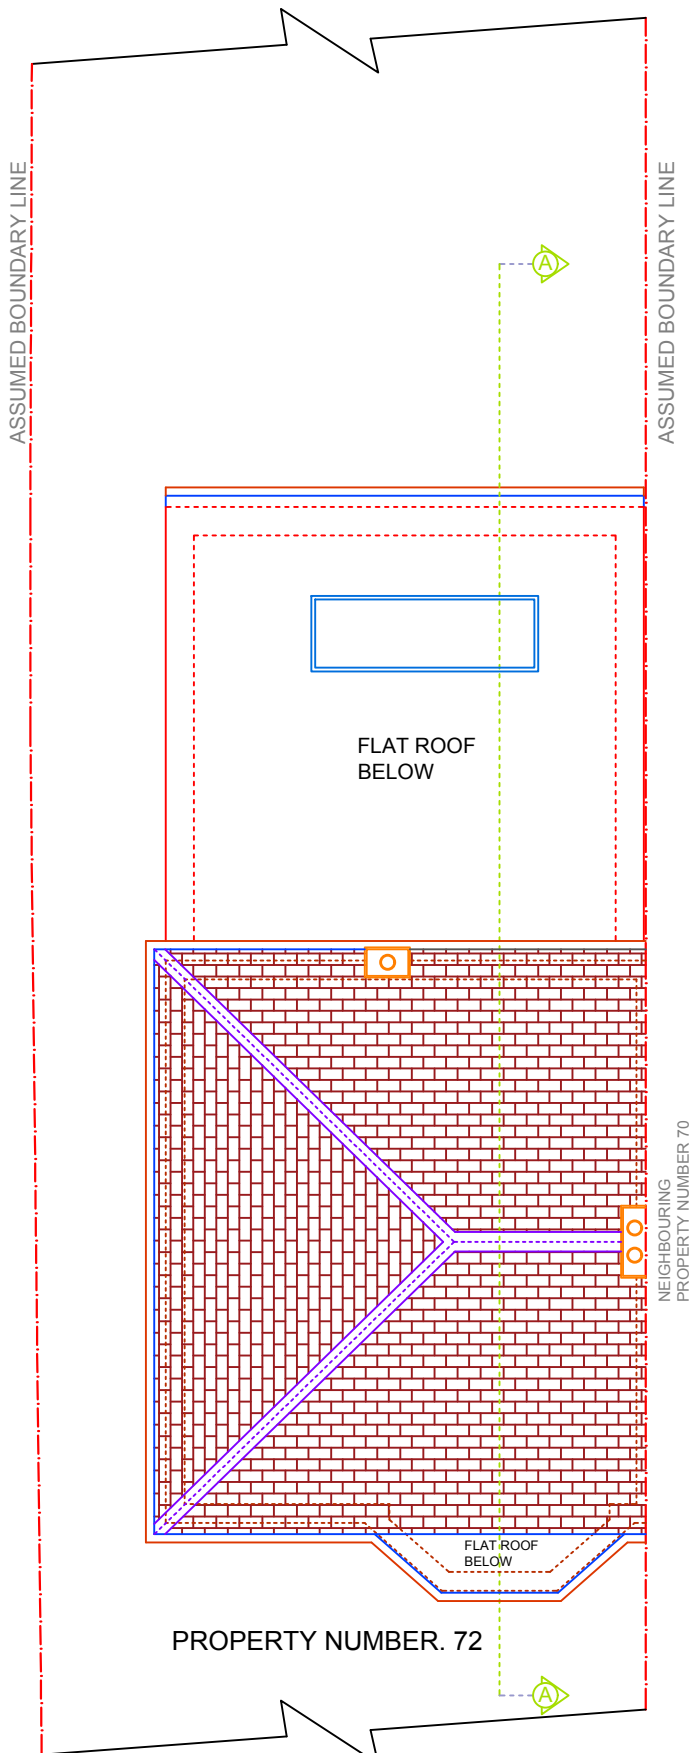 ASSUMED BOUNDARY LINE
ASSUMED BOUNDARY LINE
A
FLAT ROOF
BELOW
NEIGHBOURING
PROPERTY NUMBER 70
FLAT ROOF
BELOW
PROPERTY NUMBER. 72
A